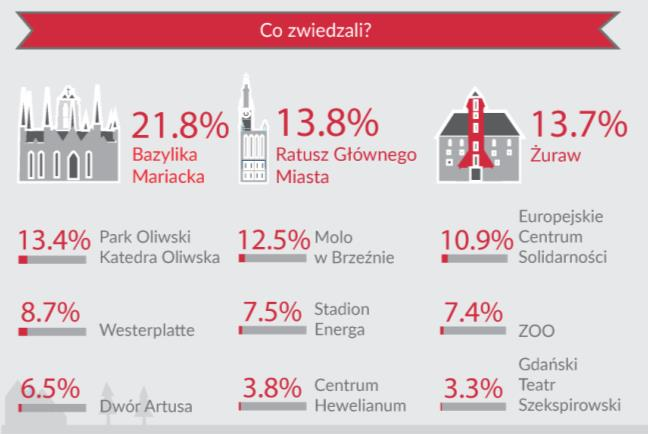 Co zwiedzali?
21.8%
Bazylika
Mariacka
13.8%
Ratusz Głównego
Miasta
13.7%
Żuraw
13.4%
Park Oliwski
Katedra Oliwska
12.5%
Molo
w Brzeźnie
10.9%
Europejskie
Centrum
Solidarności
8.7%
Westerplatte
7.5%
Stadion
Energa
7.4%
ZOO
6.5%
Dwór Artusa
3.8%
Centrum
Hewelianum
3.3%
Gdański
Teatr
Szekspirowski